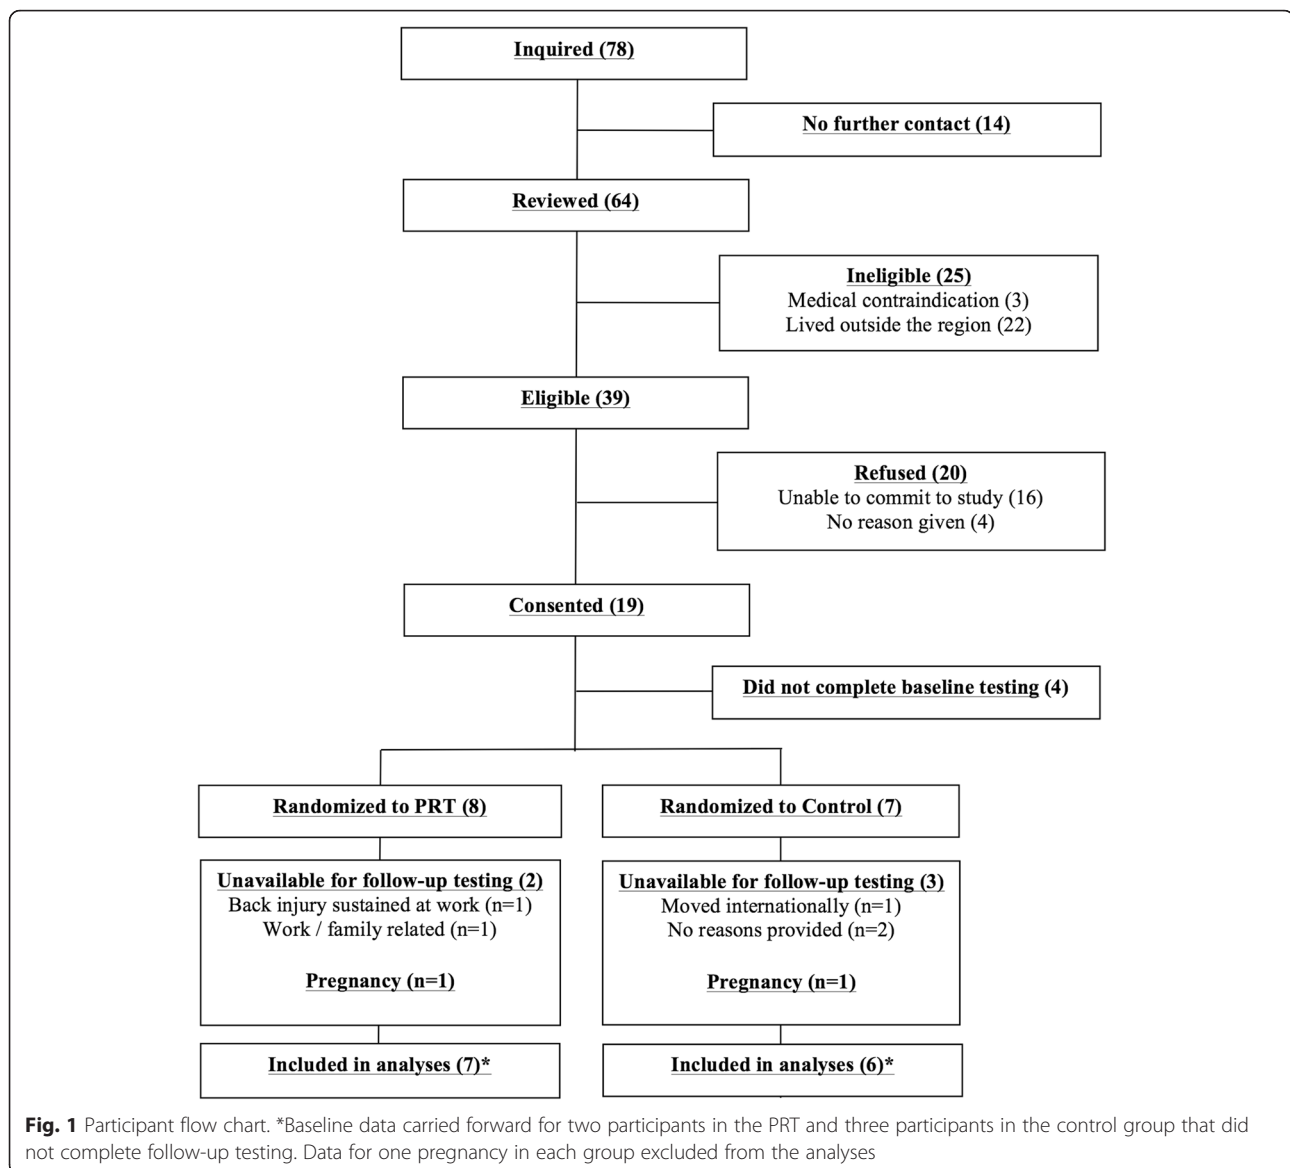 Inquired (78)
No further contact (14)
Reviewed (64)
Ineligible (25)
Medical contraindication (3)
Lived outside the region (22)
Eligible (39)
Refused (20)
Unable to commit to study (16)
No reason given (4)
Consented (19)
Did not complete baseline testing (4)
Randomized to PRT (8)
Randomized to Control (7)
Unavailable for follow-up testing (2)
Back injury sustained at work (n=1)
Work / family related (n=1)
Pregnancy (n=1)
Unavailable for follow-up testing (3)
Moved internationally (n=1)
No reasons provided (n=2)
Pregnancy (n=1)
Included in analyses (7)*
Included in analyses (6)*
Fig. 1 Participant flow chart. *Baseline data carried forward for two participants in the PRT and three participants in the control group that did
not complete follow-up testing. Data for one pregnancy in each group excluded from the analyses